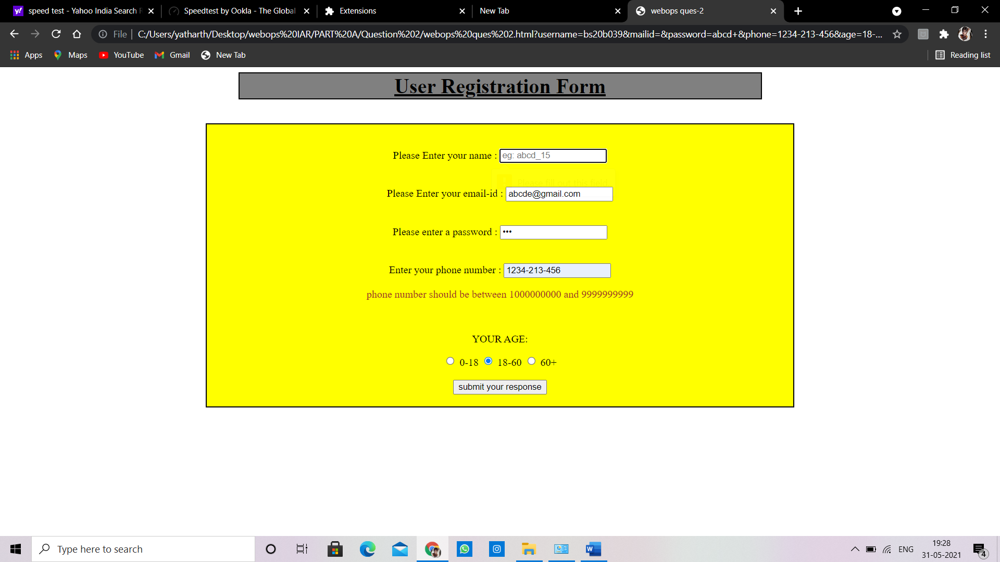 speed test - Yahoo India Search R
Speedtest by Ookla - The Global
Extensions
New Tab
webops ques-2
File
C:/Users/yatharth/Desktop/webops%20IAR/PART%20A/Question%202/webops%20ques%202.html?username=bs20b039&mailid=&password=abcd+&phone=1234-213-456&age=18-...
Apps
Maps
YouTube
Gmail
New Tab
Reading list
User Registration Form
Please Enter your name : eg: abcd_15
Please fill out this field
Please Enter your email-id : abcde@gmail.com
Please enter a password : •••
Enter your phone number : 1234-213-456
phone number should be between 1000000000 and 9999999999
YOUR AGE:
0-18 18-60 60+
submit your response
Type here to search
ENG
19:28
31-05-2021
4